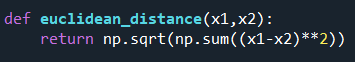 def euclidean_distance(x1,x2):
    return np.sqrt(np.sum((x1-x2)**2))